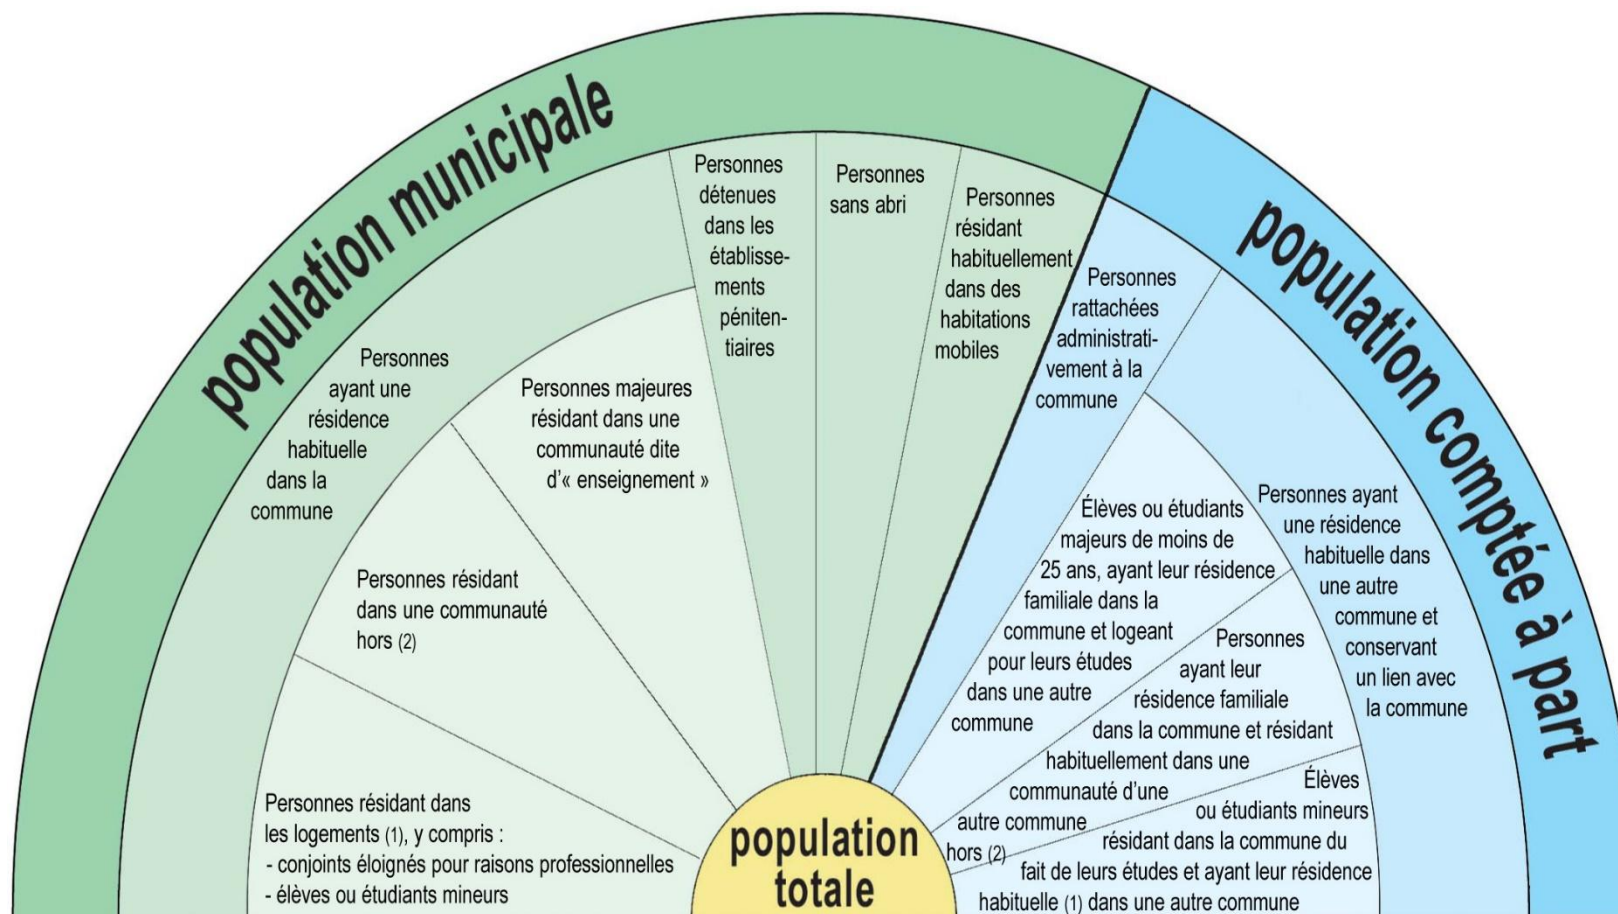 population municipale
Personnes
ayant une
résidence
habituelle
dans la
commune
Personnes résidant dans
les logements (1), y compris :
- conjoints éloignés pour raisons professionnelles
- élèves ou étudiants mineurs
Personnes résidant
dans une communauté
hors (2)
Personnes majeures
résidant dans une
communauté dite
d'« enseignement »
Personnes
détenues
dans les
établisse-
ments
péniten-
tiaires
Personnes
sans abri
Personnes
résidant
habituellement
dans des
habitations
mobiles
population comptée à part
Personnes
rattachées
administrati-
vement à la
commune
Personnes ayant
une résidence
habituelle dans
une autre
commune et
conservant
un lien avec
la commune
Élèves ou étudiants
majeurs de moins de
25 ans, ayant leur résidence
familiale dans la
commune et logeant
pour leurs études
dans une autre
commune
Personnes
ayant leur
résidence familiale
dans la commune et résidant
habituellement dans une
communauté d'une
autre commune
hors (2)
Élèves
ou étudiants mineurs
résidant dans la commune du
fait de leurs études et ayant leur résidence
habituelle (1) dans une autre commune
population
totale